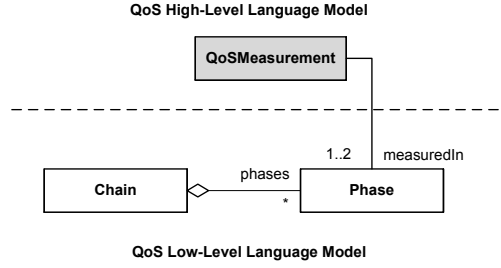 QoS High-Level Language Model
QoSMeasurement
1..2 measuredIn
phases
Chain
Phase
*
QoS Low-Level Language Model